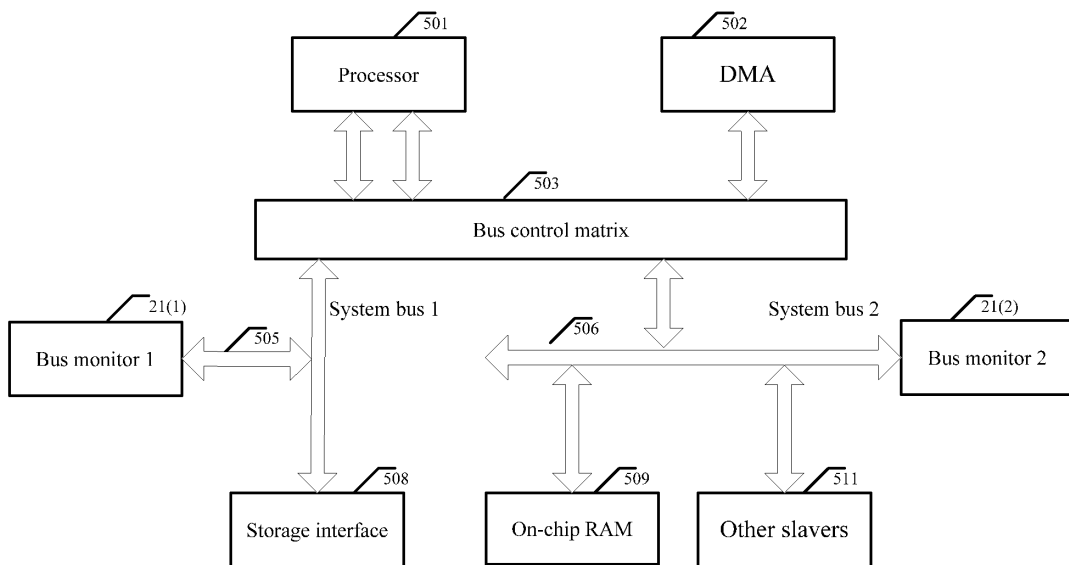 501
Processor
502
DMA
503
Bus control matrix
21(1)
Bus monitor 1
505
System bus 1
506
System bus 2
21(2)
Bus monitor 2
508
Storage interface
509
On-chip RAM
511
Other slavers